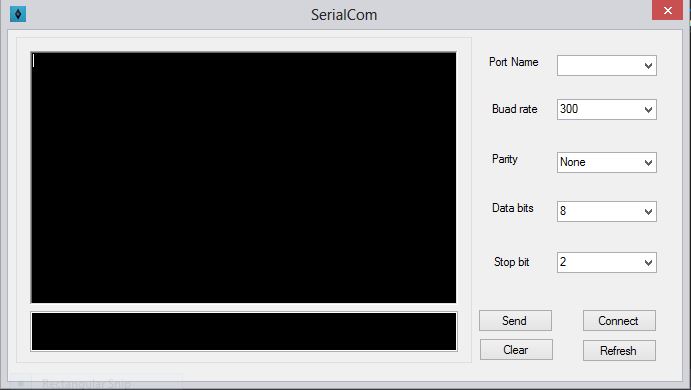 SerialCom
Port Name
Buad rate 300
Parity None
Data bits 8
Stop bit 2
Send Connect
Clear Refresh
Rectangular Snip